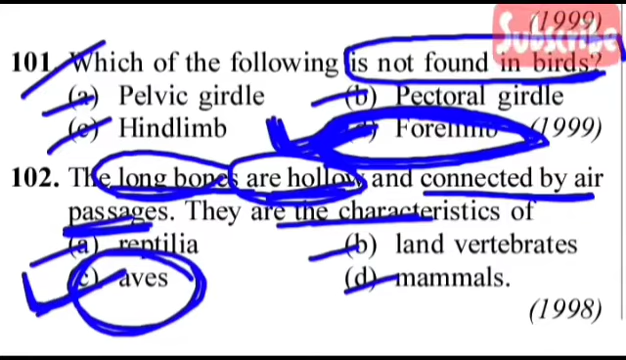 (1999)
Subscribe
101. Which of the following is not found in birds?
(a) Pelvic girdle (b) Pectoral girdle
(c) Hindlimb (d) Forelimb (1999)
102. The long bones are hollow and connected by air
passages. They are the characteristics of
(a) reptilia (b) land vertebrates
(c) aves (d) mammals.
(1998)